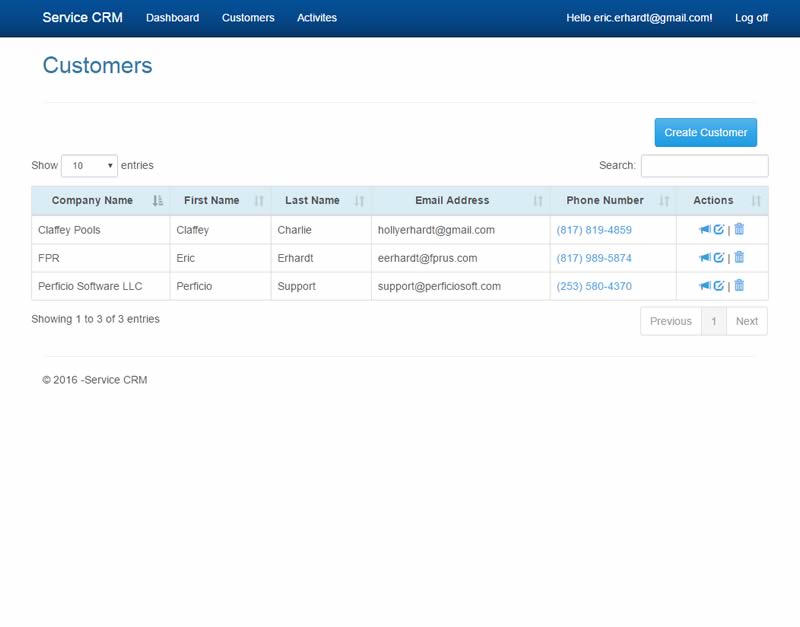 Service CRM Dashboard Customers Activites Hello eric.erhardt@gmail.com! Log off
Customers
Create Customer
Show 10 entries Search:
Company Name First Name Last Name Email Address Phone Number Actions
Claffey Pools Claffey Charlie hollyerhardt@gmail.com (817) 819-4859 |
FPR Eric Erhardt eerhardt@fprus.com (817) 989-5874 |
Perficio Software LLC Perficio Support support@perficiosoft.com (253) 580-4370 |
Showing 1 to 3 of 3 entries Previous 1 Next
© 2016 -Service CRM